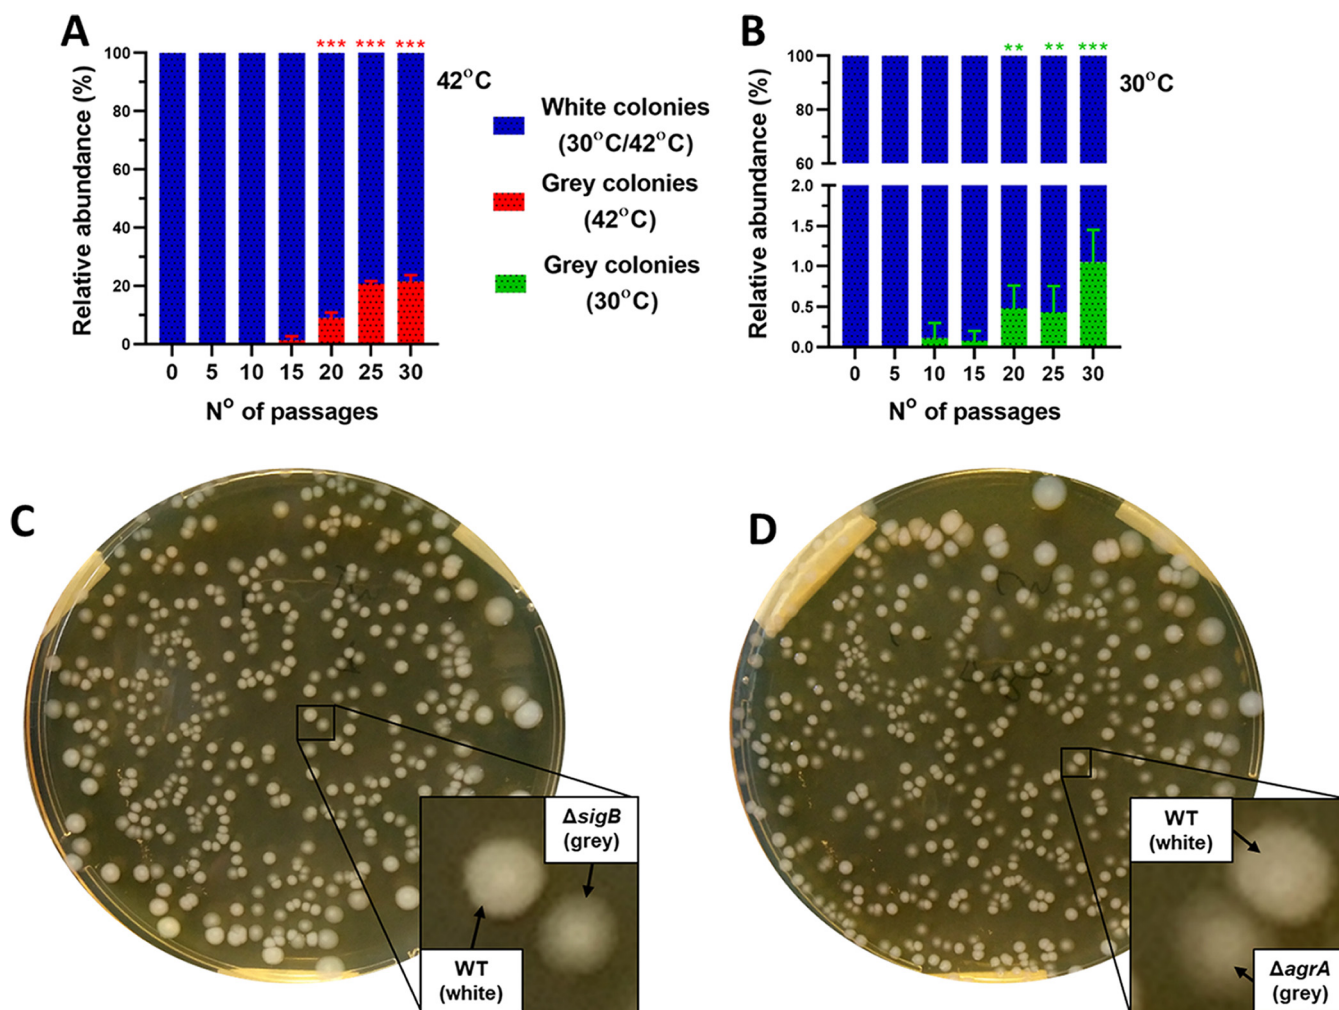 A
Relative abundance (%)
100
80
60
40
20
0
0 5 10 15 20 25 30
Nº of passages
*** *** ***
42°C
White colonies
(30°C/42°C)
Grey colonies
(42°C)
Grey colonies
(30°C)
B
Relative abundance (%)
100
80
60
2.0
1.5
1.0
0.5
0.0
0 5 10 15 20 25 30
Nº of passages
** ** ***
30°C
C
ΔsigB
(grey)
WT
(white)
D
WT
(white)
ΔagrA
(grey)